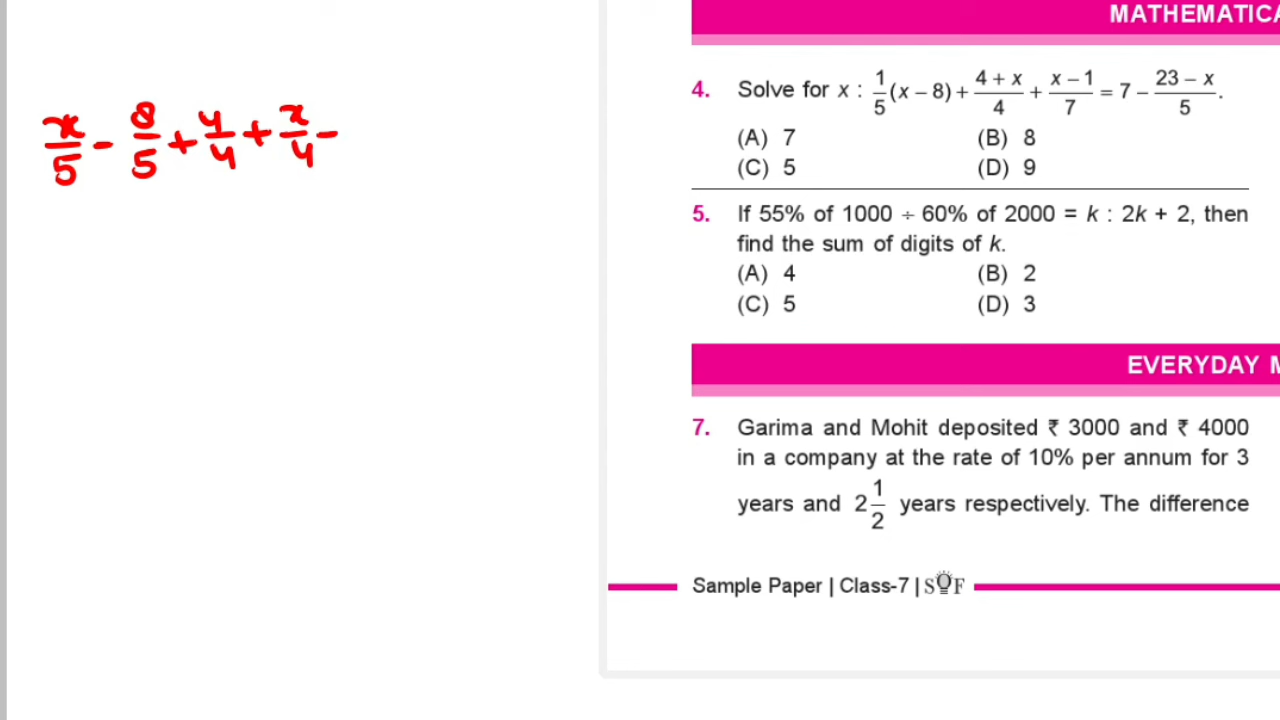 x/5 - 8/5 + 4/4 + x/4 -
MATHEMATICA
4. Solve for x : 1/5(x – 8) + (4 + x)/4 + (x – 1)/7 = 7 – (23 – x)/5.
(A) 7 (B) 8
(C) 5 (D) 9
5. If 55% of 1000 ÷ 60% of 2000 = k : 2k + 2, then
find the sum of digits of k.
(A) 4 (B) 2
(C) 5 (D) 3
EVERYDAY M
7. Garima and Mohit deposited ₹ 3000 and ₹ 4000
in a company at the rate of 10% per annum for 3
years and 2 1/2 years respectively. The difference
Sample Paper | Class-7 | SOF